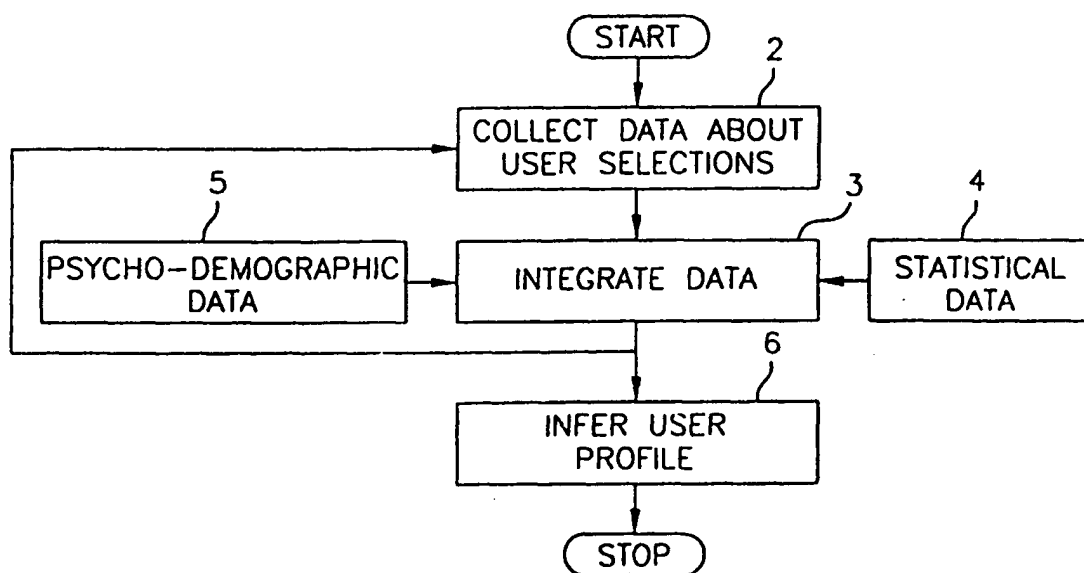 START
2
COLLECT DATA ABOUT
USER SELECTIONS
5
3
4
PSYCHO-DEMOGRAPHIC
DATA
INTEGRATE DATA
STATISTICAL
DATA
6
INFER USER
PROFILE
STOP